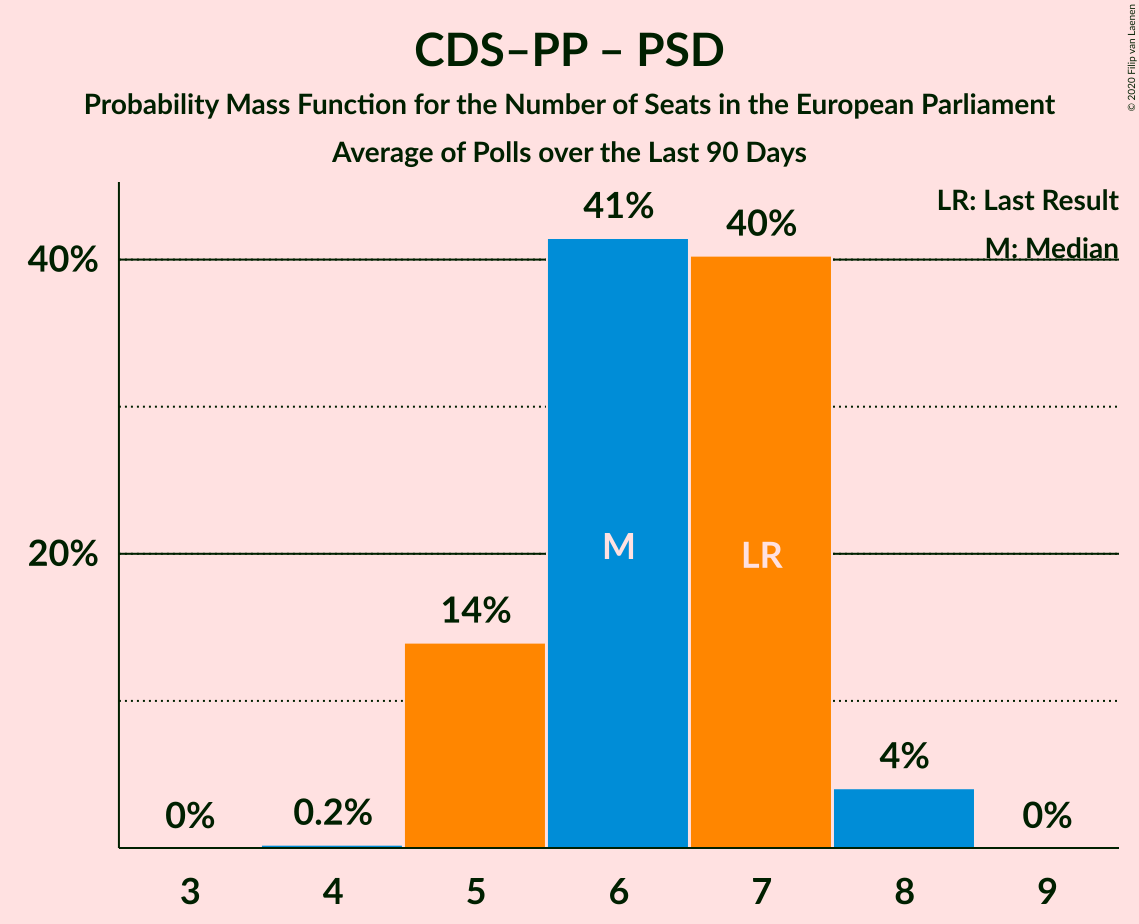 CDS–PP – PSD
Probability Mass Function for the Number of Seats in the European Parliament
Average of Polls over the Last 90 Days
© 2020 Filip van Laenen
LR: Last Result
M: Median
41%
40%
40%
M
LR
20%
14%
4%
0%
0.2%
0%
3 4 5 6 7 8 9